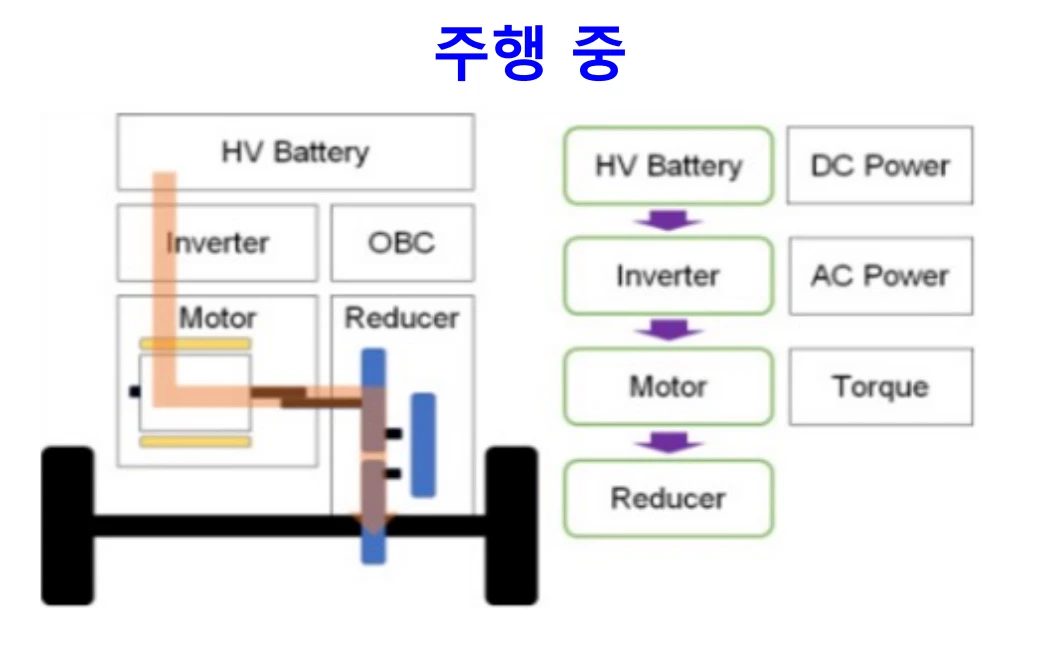 주행 중
HV Battery
Inverter
OBC
Motor
Reducer
HV Battery
DC Power
Inverter
AC Power
Motor
Torque
Reducer